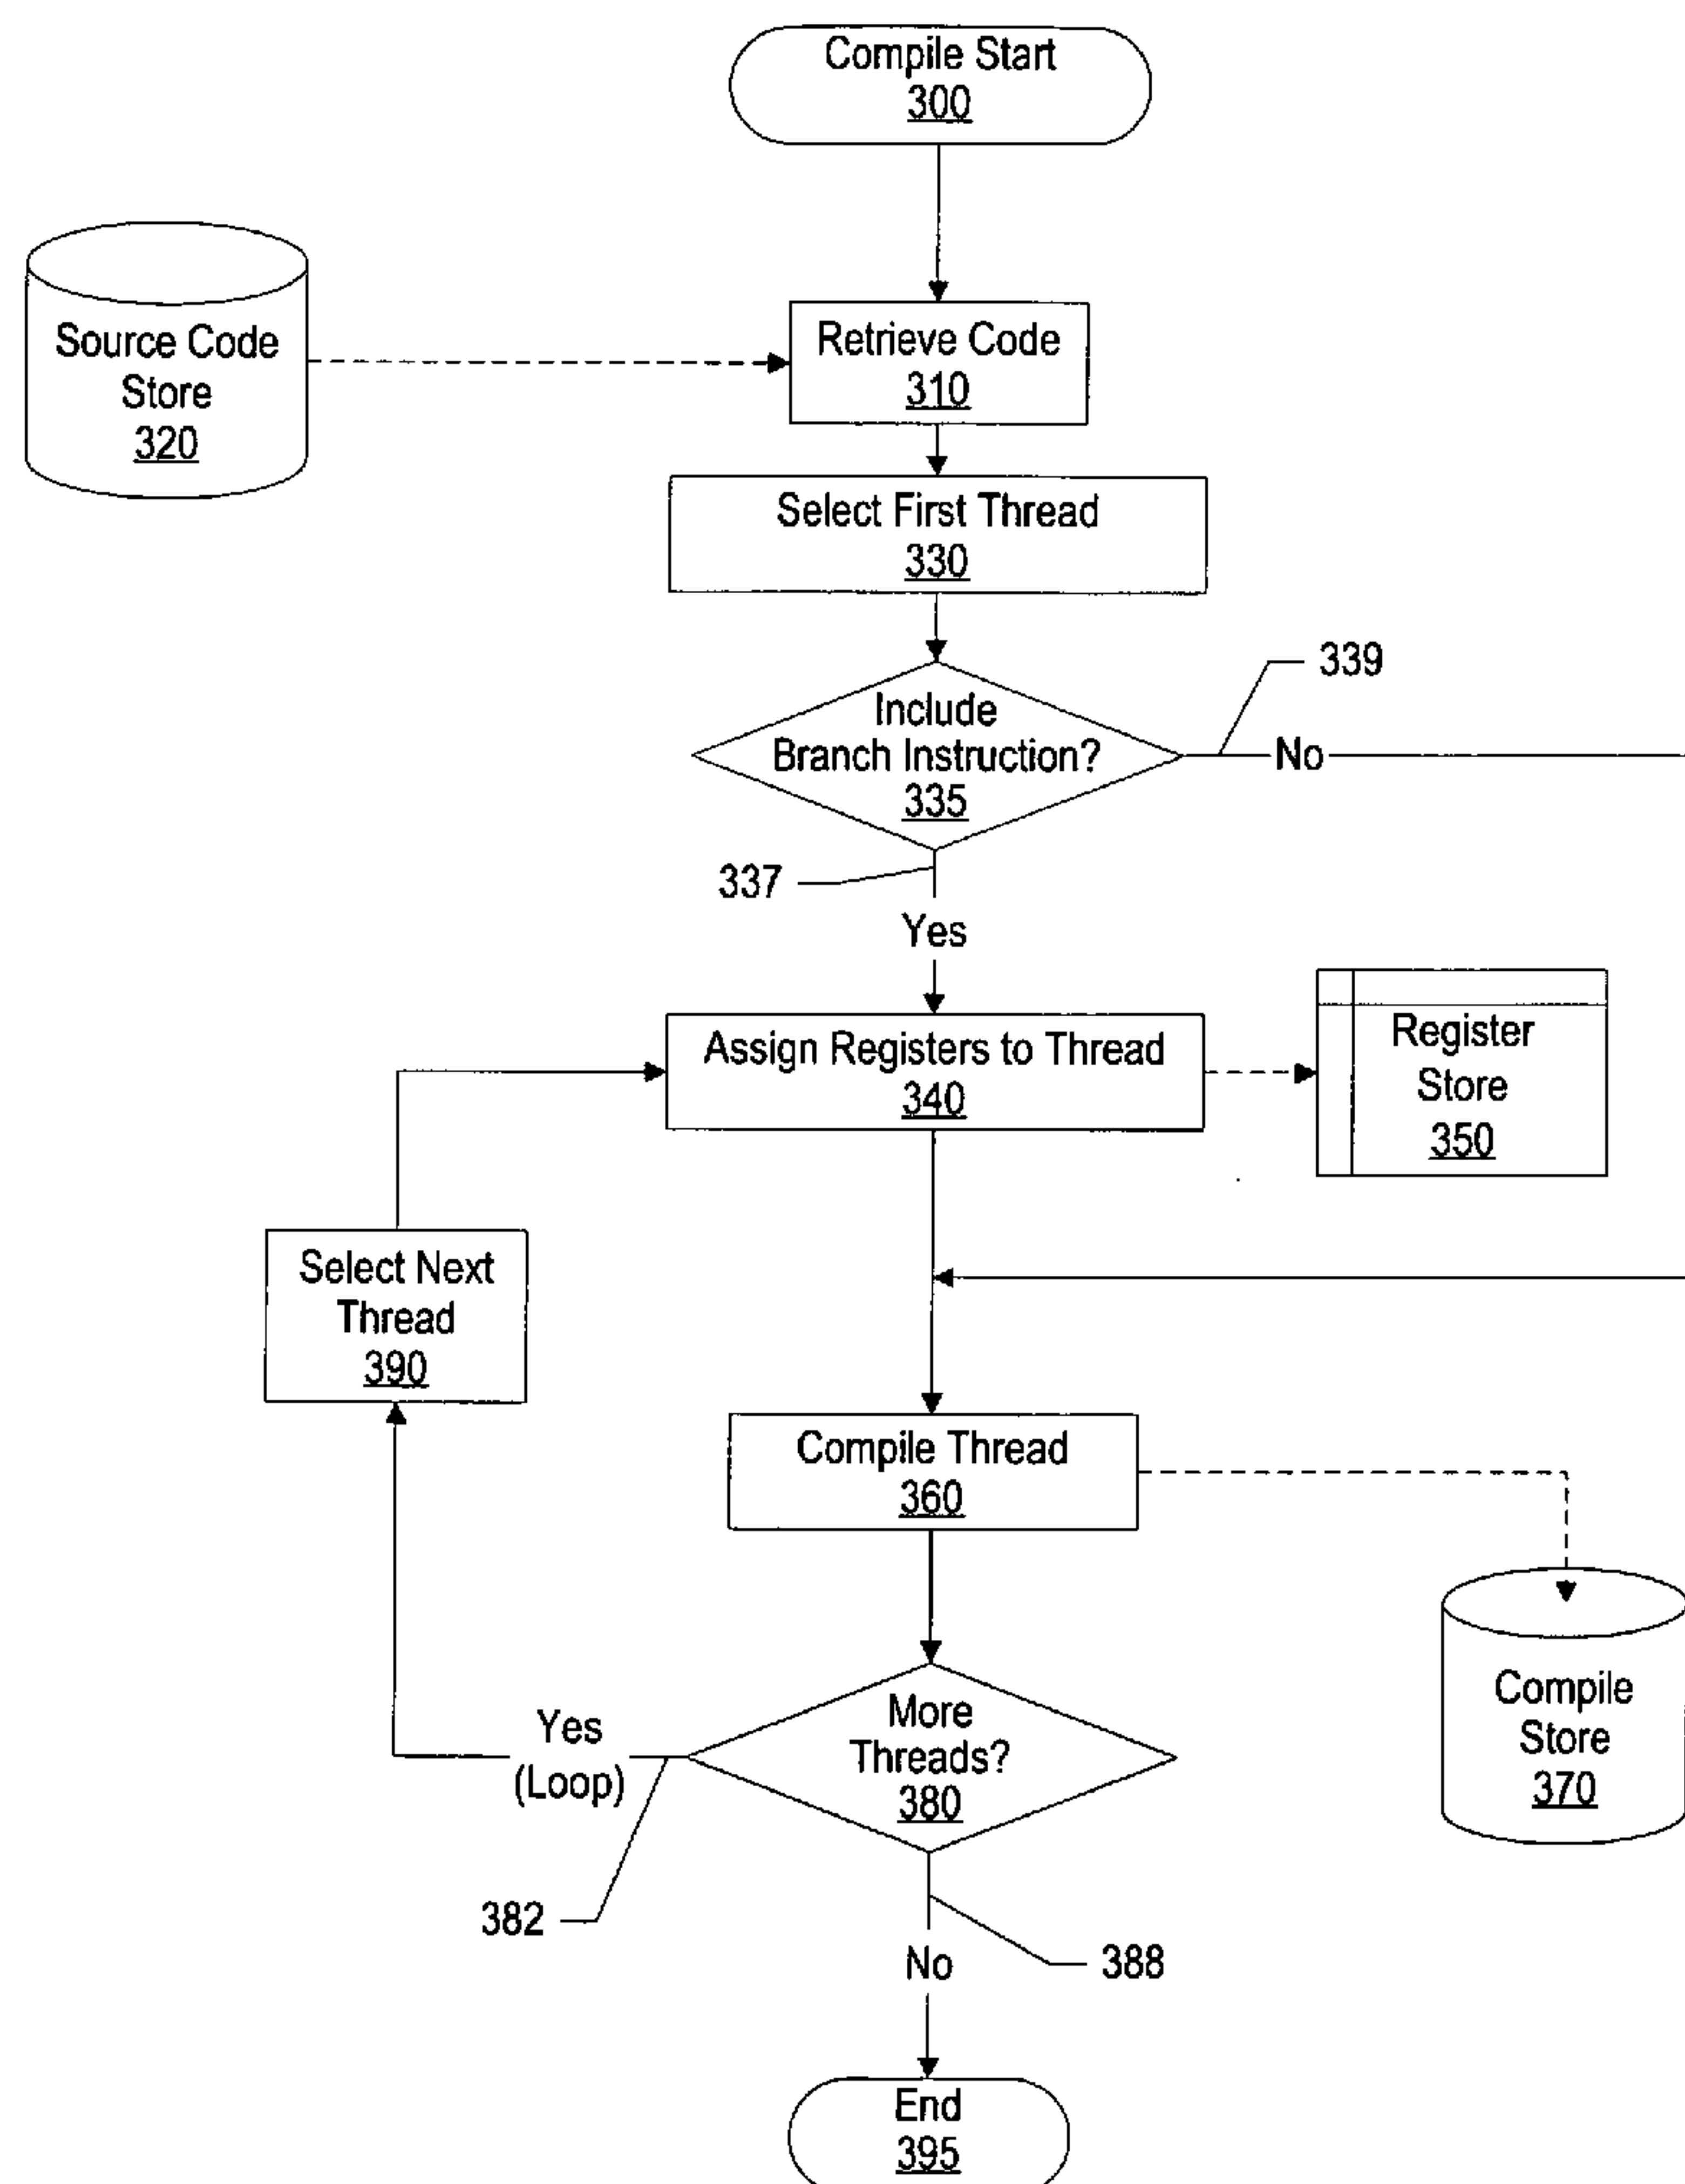 Compile Start
300
Source Code
Store
320
Retrieve Code
310
Select First Thread
330
339
Include
Branch Instruction?
335
No
337
Yes
Assign Registers to Thread
340
Register
Store
350
Select Next
Thread
390
Compile Thread
360
Compile
Store
370
More
Threads?
380
Yes
(Loop)
382
388
No
End
395